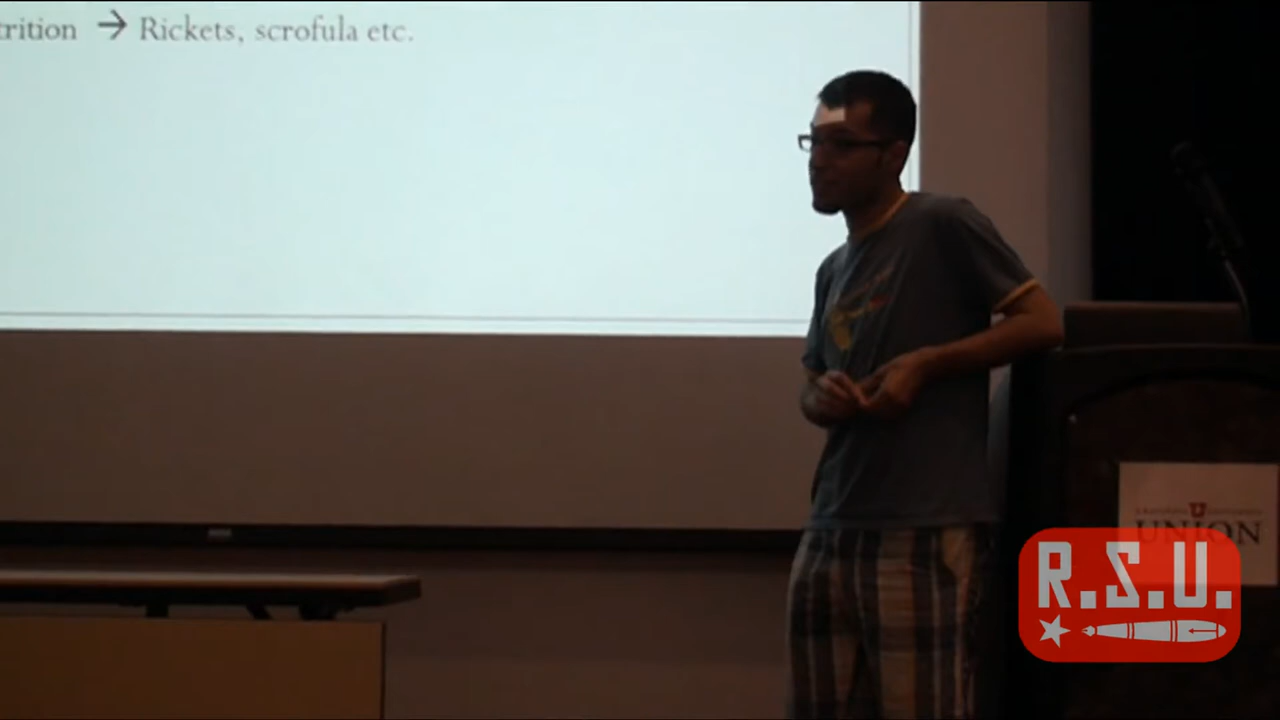 trition → Rickets, scrofula etc.
UNION
R.S.U.